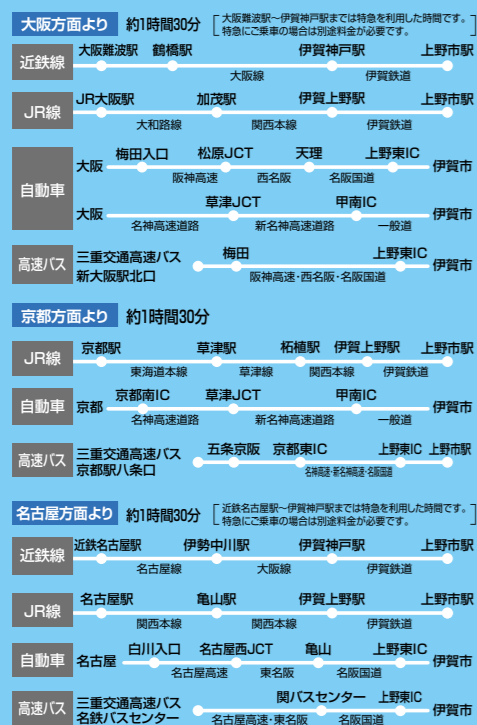 大阪方面より 約1時間30分 [大阪難波駅～伊賀神戸駅までは特急を利用した時間です。
特急にご乗車の場合は別途料金が必要です。]
近鉄線 大阪難波駅 鶴橋駅 伊賀神戸駅 上野市駅
大阪線 伊賀鉄道
JR線 JR大阪駅 加茂駅 伊賀上野駅 上野市駅
大和路線 関西本線 伊賀鉄道
自動車
大阪 梅田入口 松原JCT 天理 上野東IC 伊賀市
阪神高速 西名阪 名阪国道
大阪 草津JCT 甲南IC 伊賀市
名神高速道路 新名神高速道路 一般道
高速バス 三重交通高速バス 梅田 上野東IC 伊賀市
新大阪駅北口 阪神高速・西名阪・名阪国道
京都方面より 約1時間30分
JR線 京都駅 草津駅 柘植駅 伊賀上野駅 上野市駅
東海道本線 草津線 関西本線 伊賀鉄道
自動車 京都 京都南IC 草津JCT 甲南IC 伊賀市
名神高速道路 新名神高速道路 一般道
高速バス 三重交通高速バス 五条京阪 京都東IC 上野東IC 上野市駅
京都駅八条口 名神高速・新名神高速・名阪国道
名古屋方面より 約1時間30分 [近鉄名古屋駅～伊賀神戸駅までは特急を利用した時間です。
特急にご乗車の場合は別途料金が必要です。]
近鉄線 近鉄名古屋駅 伊勢中川駅 伊賀神戸駅 上野市駅
名古屋線 大阪線 伊賀鉄道
JR線 名古屋駅 亀山駅 伊賀上野駅 上野市駅
関西本線 関西本線 伊賀鉄道
自動車 名古屋 白川入口 名古屋西JCT 亀山 上野東IC 伊賀市
名古屋高速 東名阪 名阪国道
高速バス 三重交通高速バス 関バスセンター 上野東IC 伊賀市
名鉄バスセンター 名古屋高速・東名阪 名阪国道